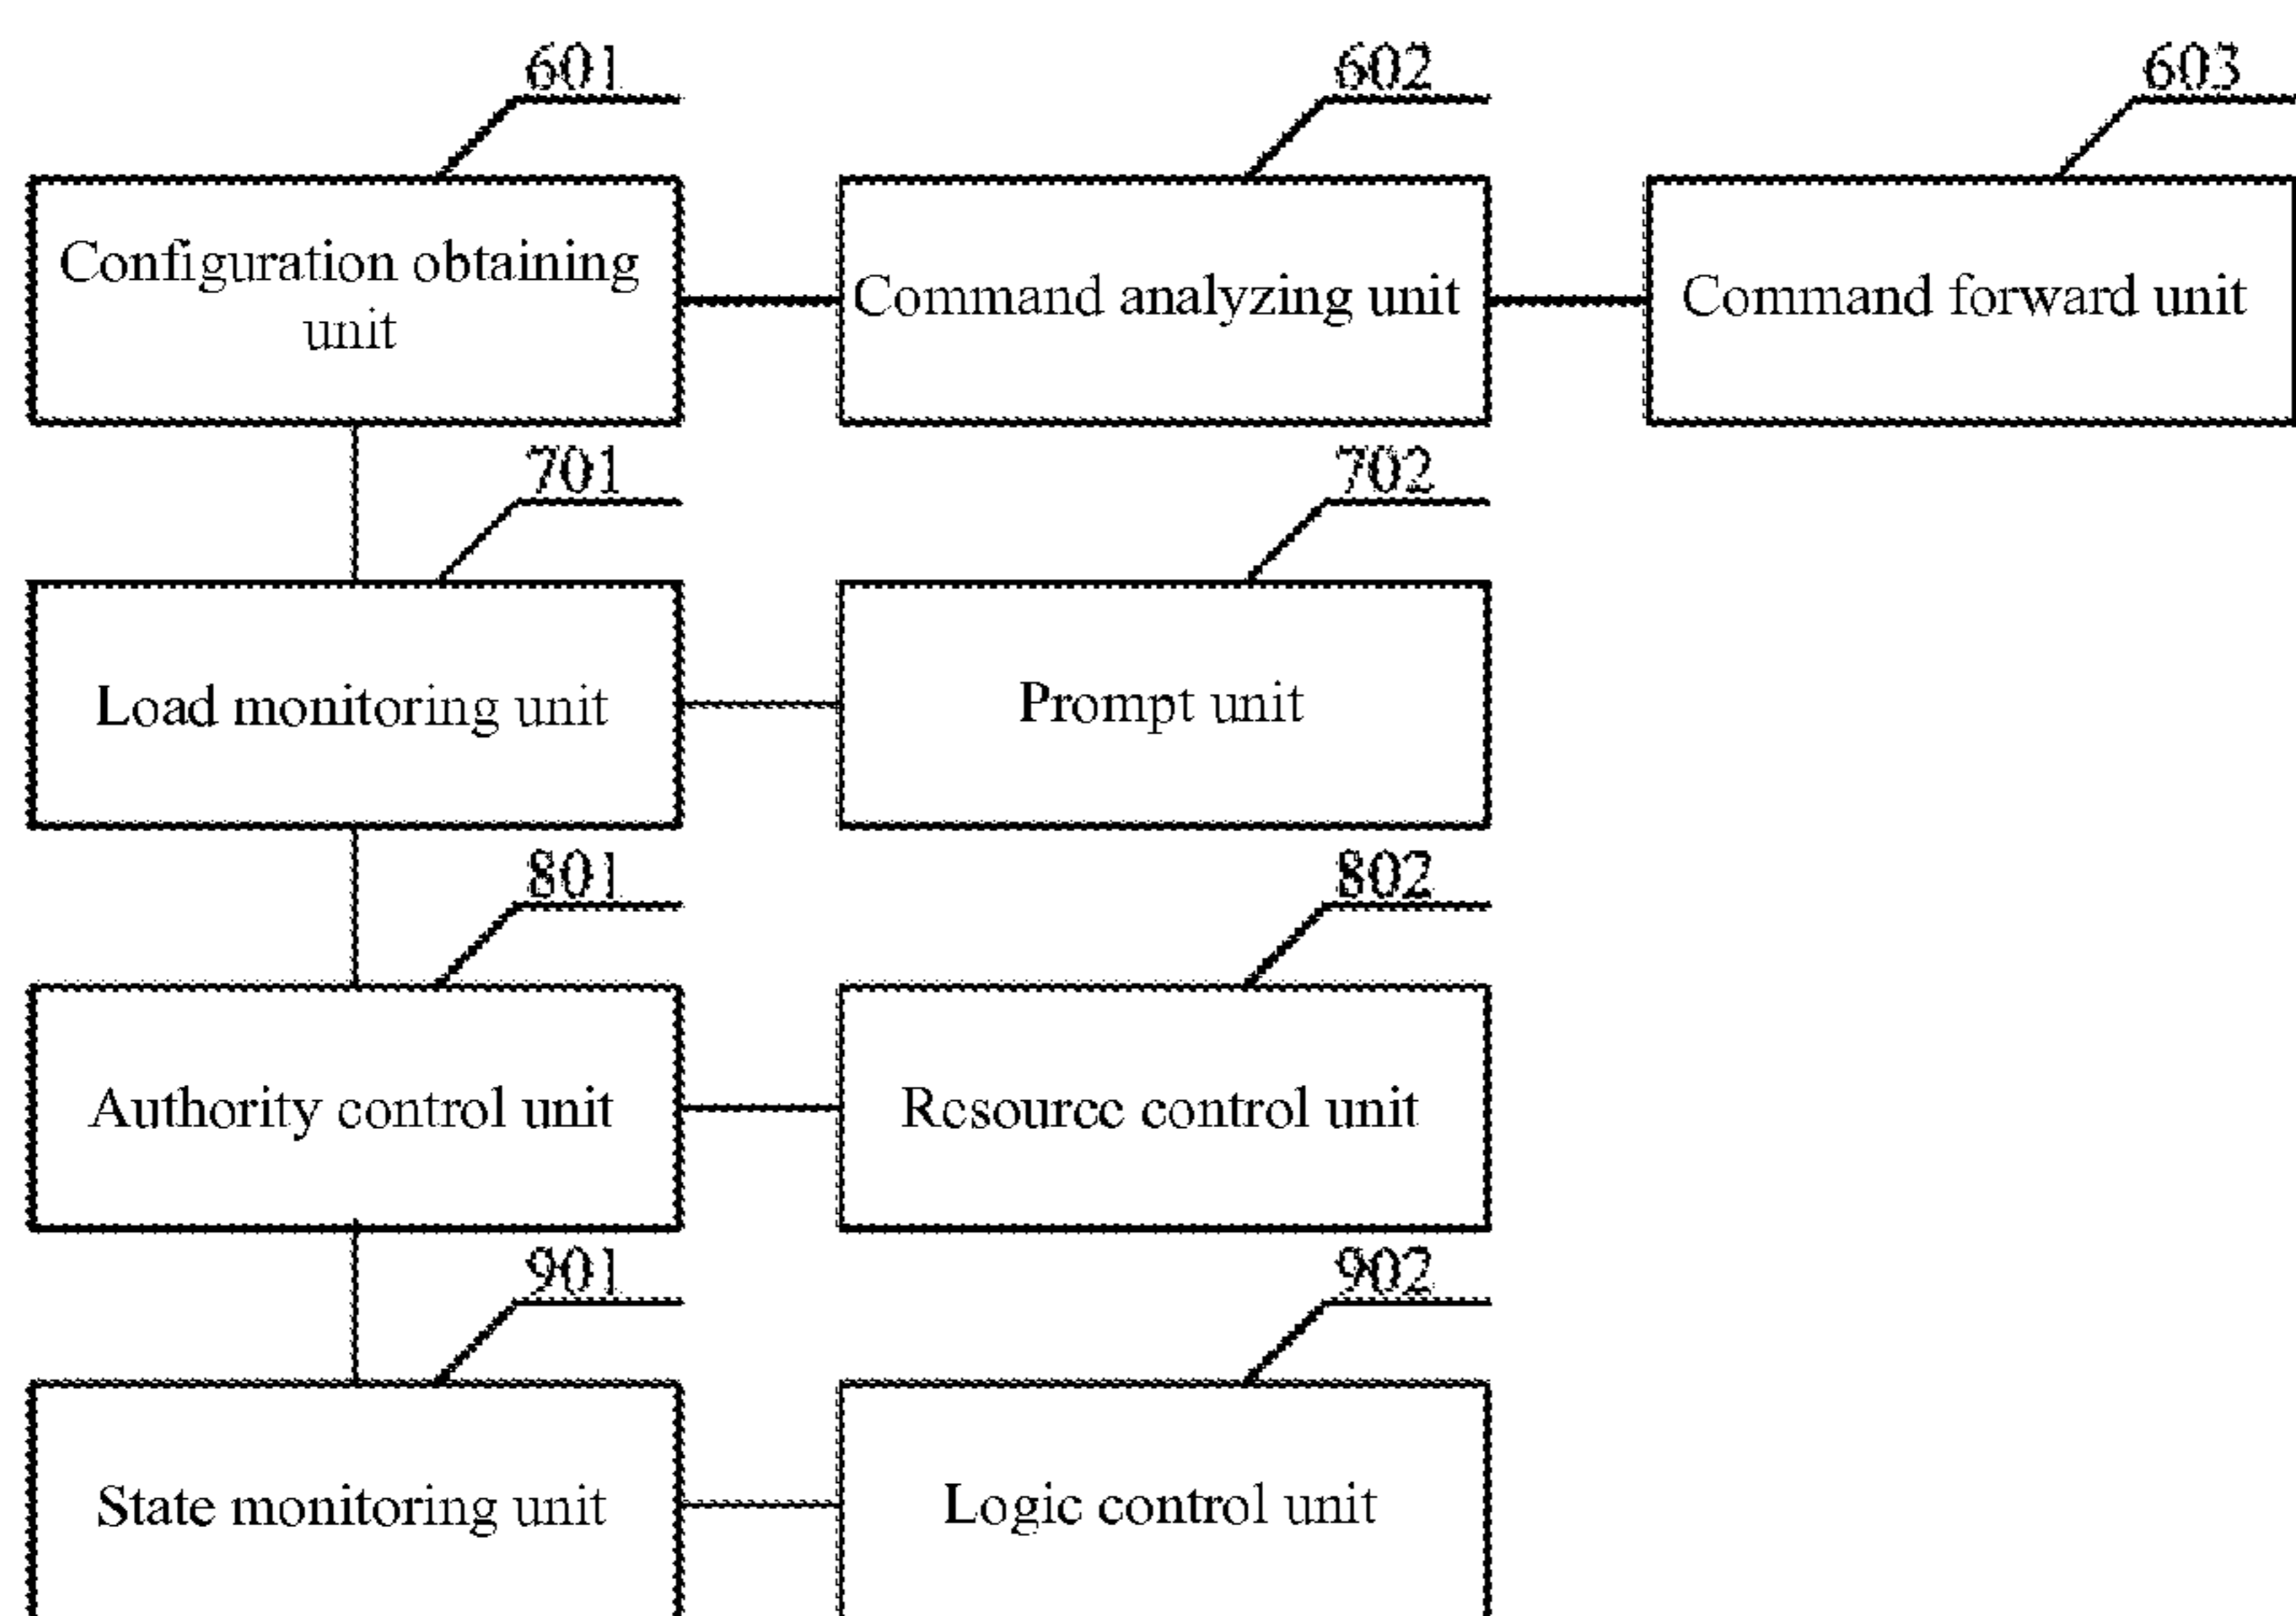 601
602
603
Configuration obtaining
unit
Command analyzing unit
Command forward unit
701
702
Load monitoring unit
Prompt unit
801
802
Authority control unit
Resource control unit
901
902
State monitoring unit
Logic control unit